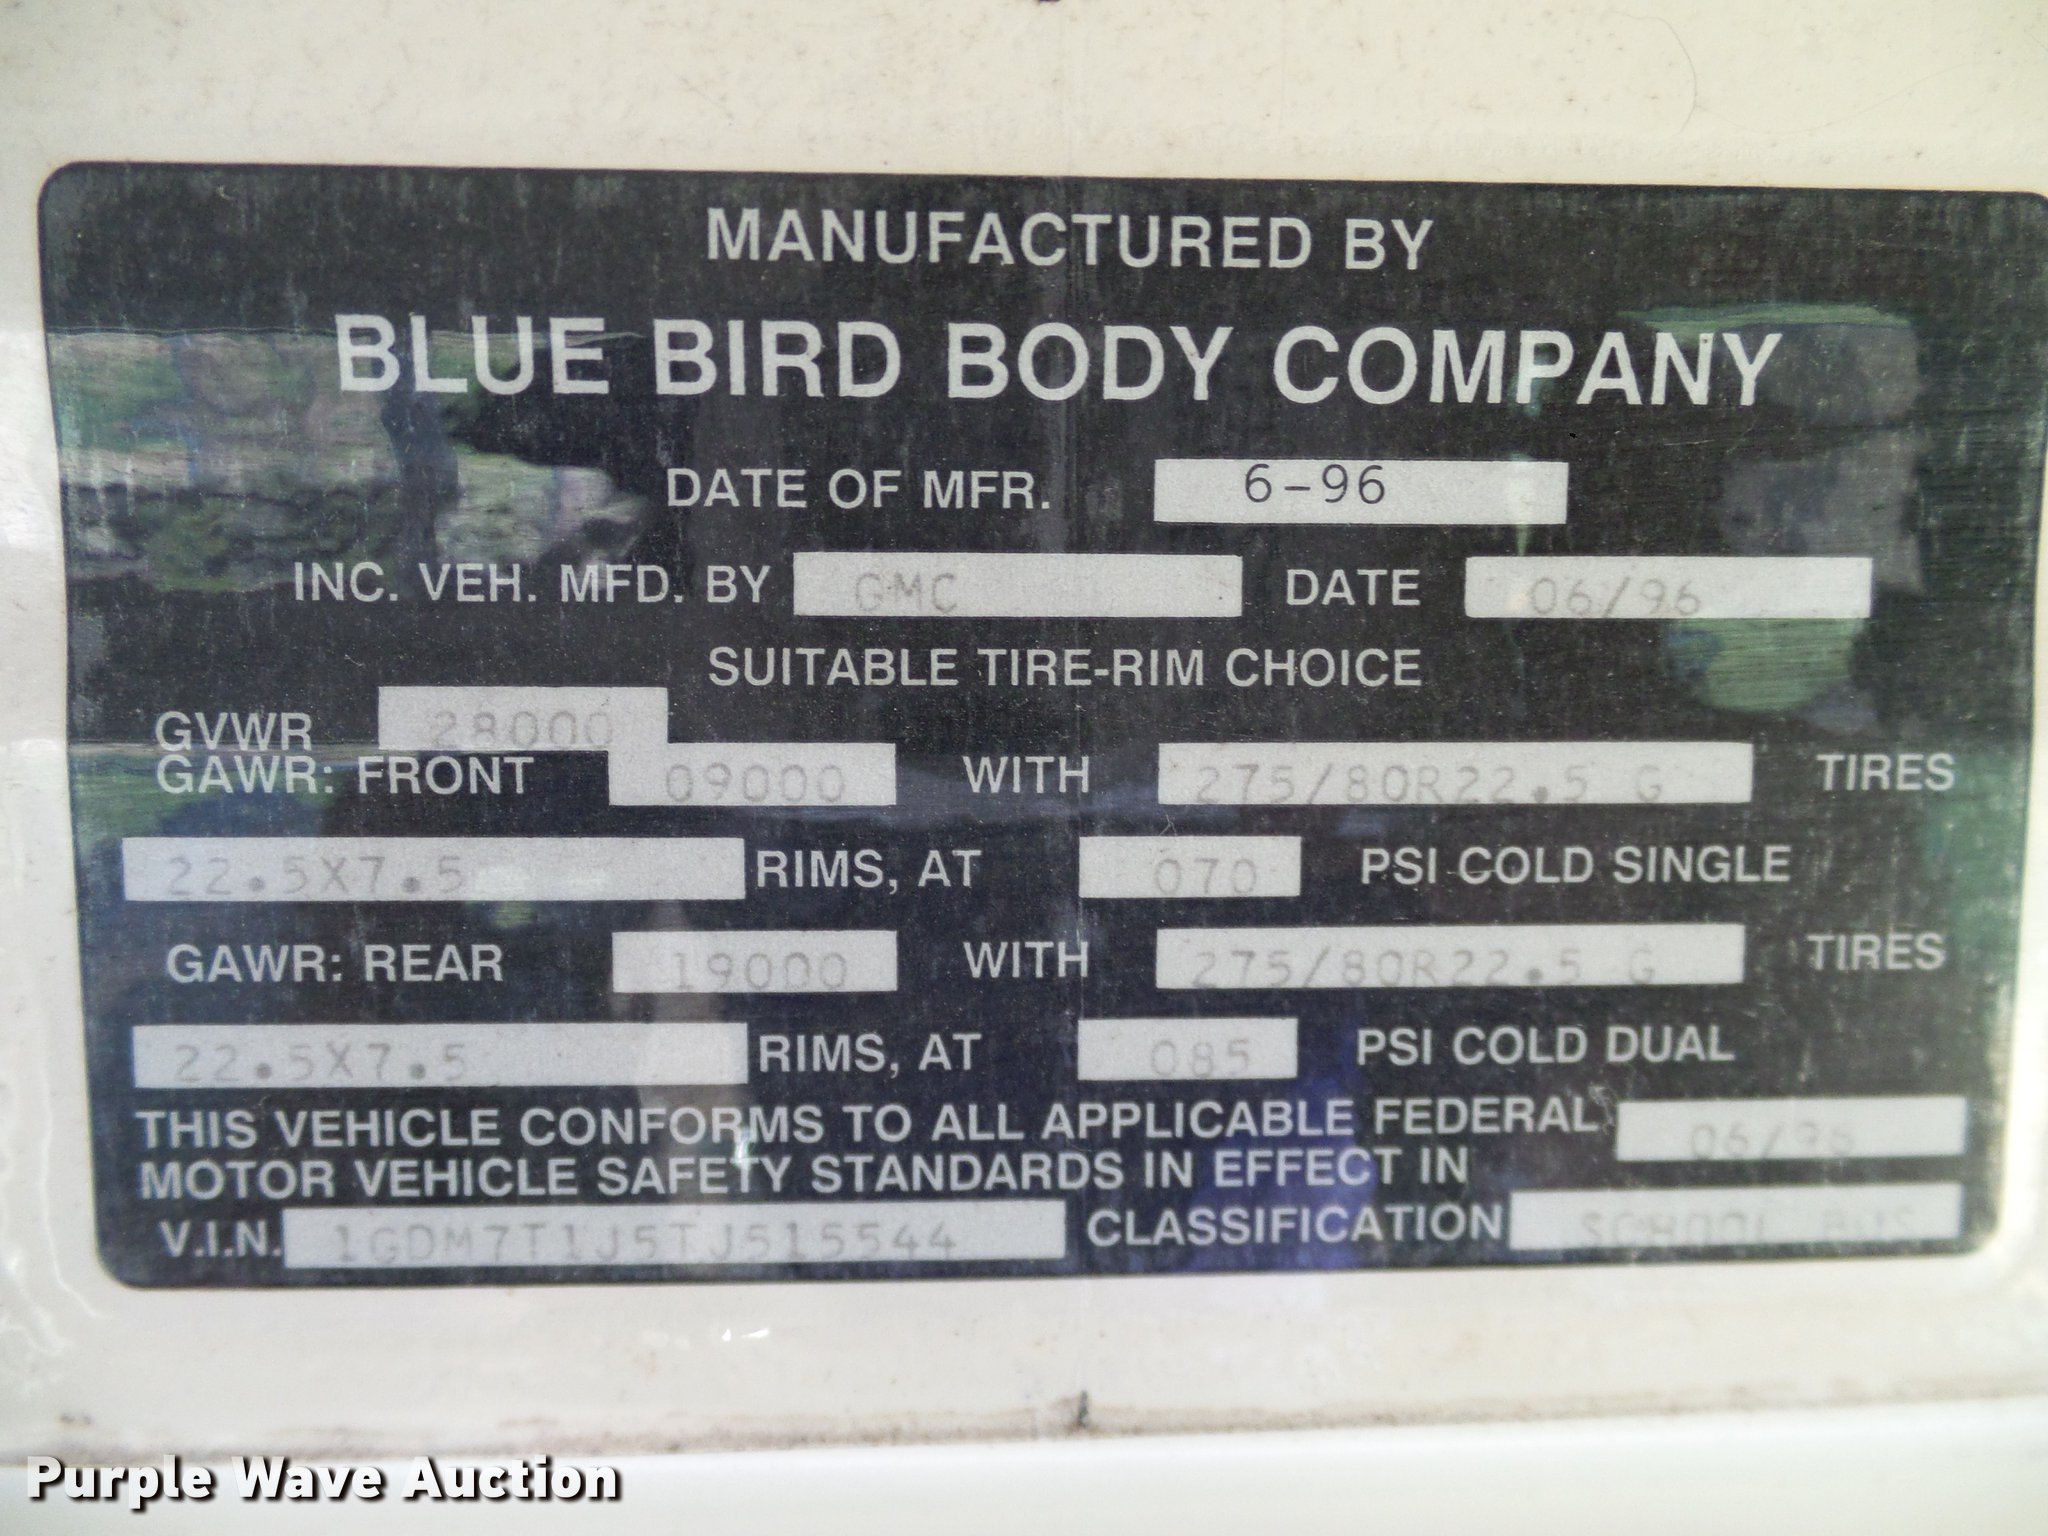 MANUFACTURED BY
BLUE BIRD BODY COMPANY
DATE OF MFR. 6-96
INC. VEH. MFD. BY GMC DATE 06/96
SUITABLE TIRE-RIM CHOICE
GVWR 28000
GAWR: FRONT 09000 WITH 275/80R22.5 G TIRES
22.5X7.5 RIMS, AT 070 PSI COLD SINGLE
GAWR: REAR 19000 WITH 275/80R22.5 G TIRES
22.5X7.5 RIMS, AT 085 PSI COLD DUAL
THIS VEHICLE CONFORMS TO ALL APPLICABLE FEDERAL 06/96
MOTOR VEHICLE SAFETY STANDARDS IN EFFECT IN
V.I.N. 1GDM7T1J5TJ515544 CLASSIFICATION SCHOOL BUS
Purple Wave Auction